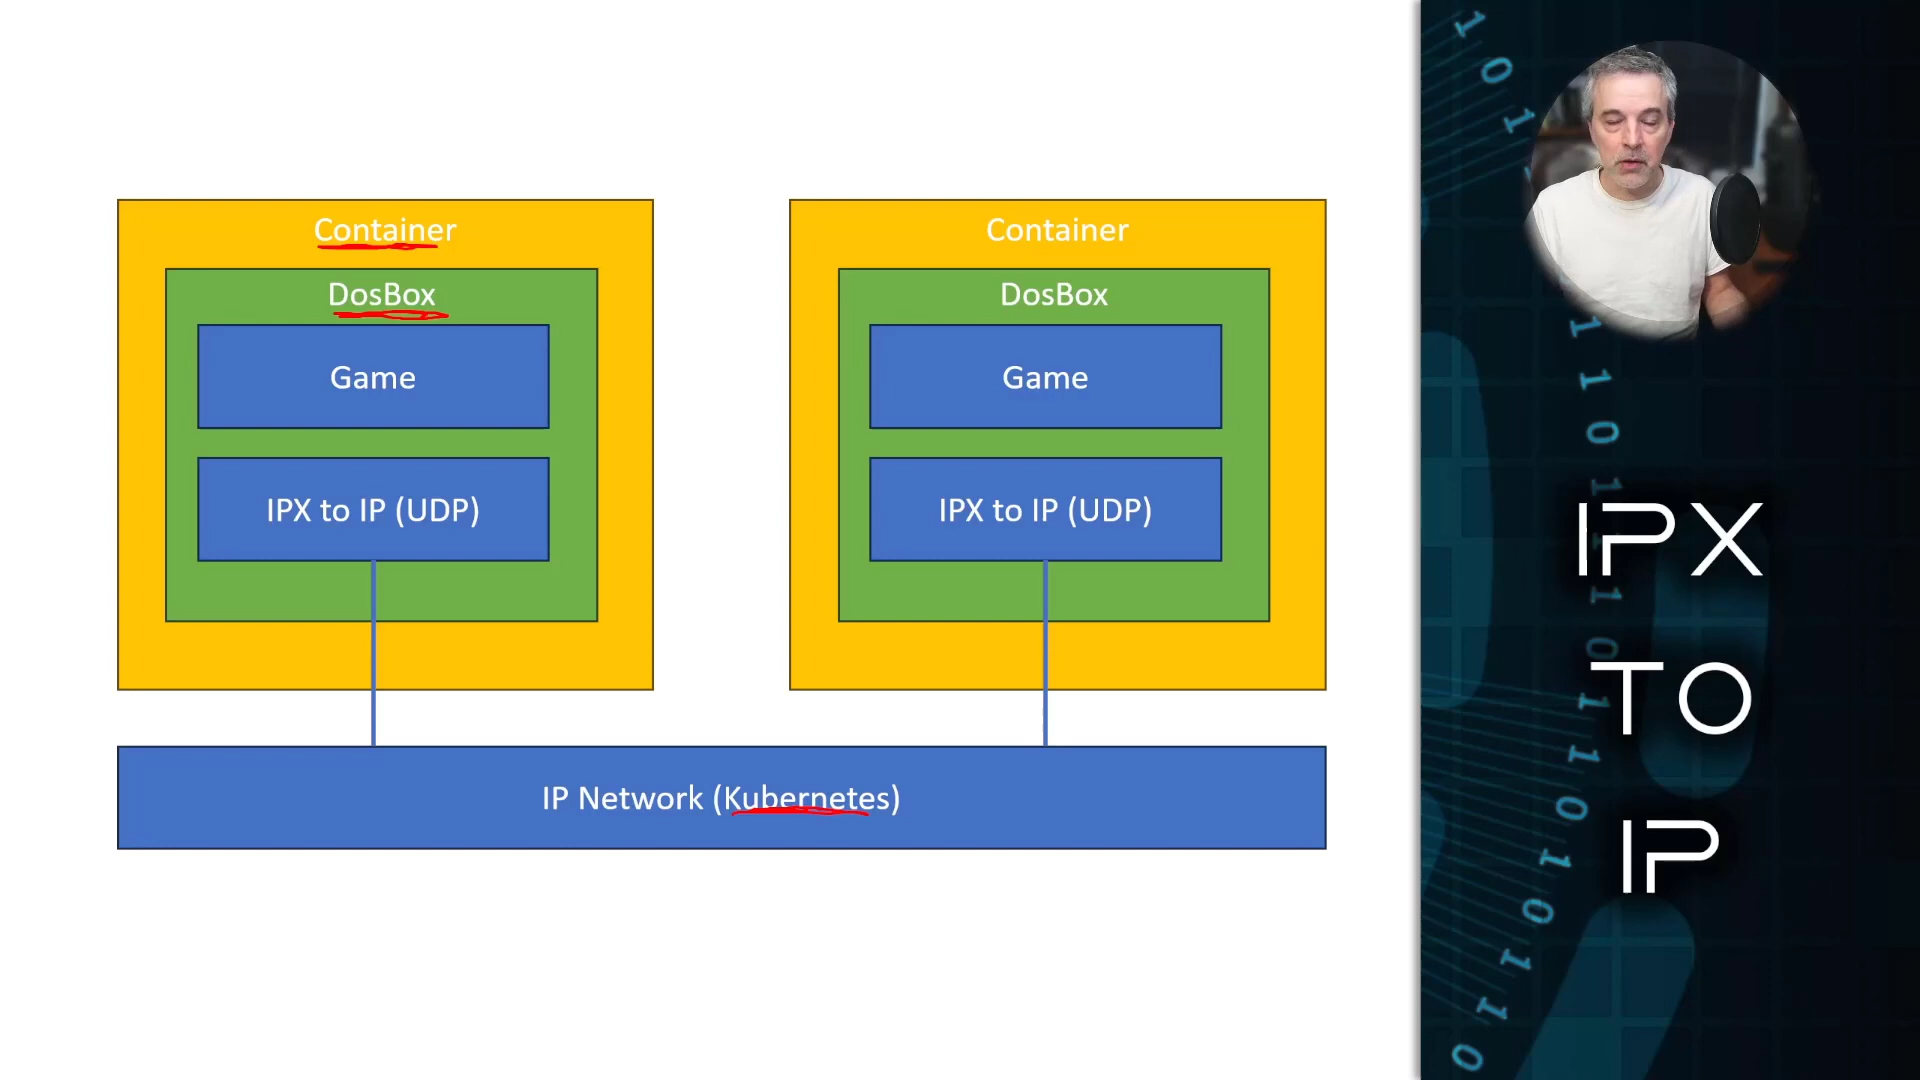 Container
DosBox
Game
IPX to IP (UDP)
Container
DosBox
Game
IPX to IP (UDP)
IP Network (Kubernetes)
IPX
TO
IP